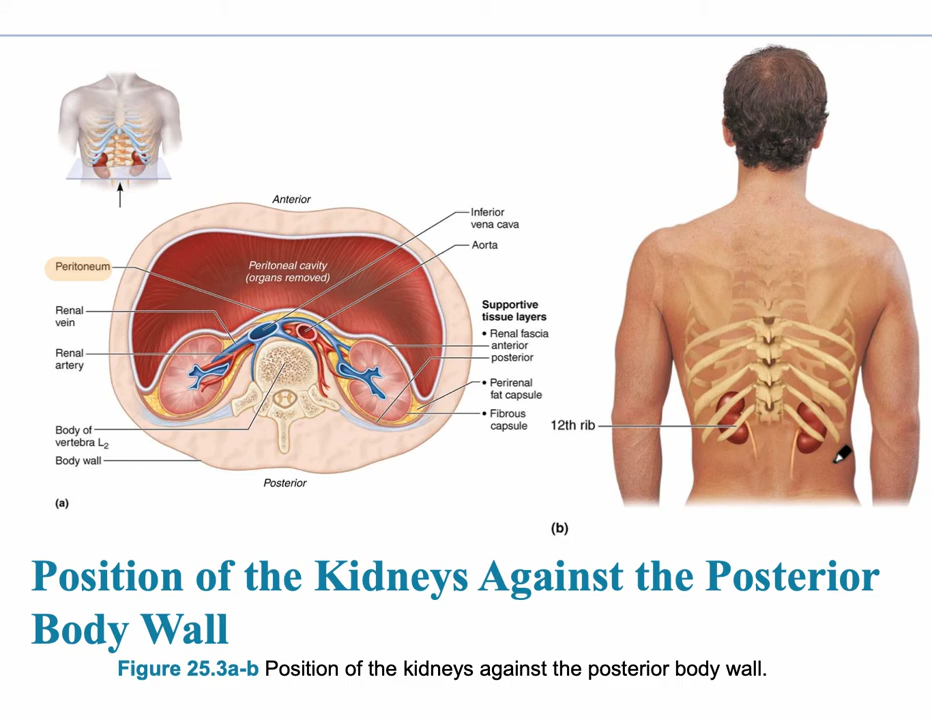 Anterior
Inferior
vena cava
Aorta
Peritoneum
Peritoneal cavity
(organs removed)
Renal
vein
Renal
artery
Supportive
tissue layers
• Renal fascia
anterior
posterior
• Perirenal
fat capsule
• Fibrous
capsule
Body of
vertebra L2
Body wall
Posterior
(a)
12th rib
(b)
Position of the Kidneys Against the Posterior
Body Wall
Figure 25.3a-b Position of the kidneys against the posterior body wall.